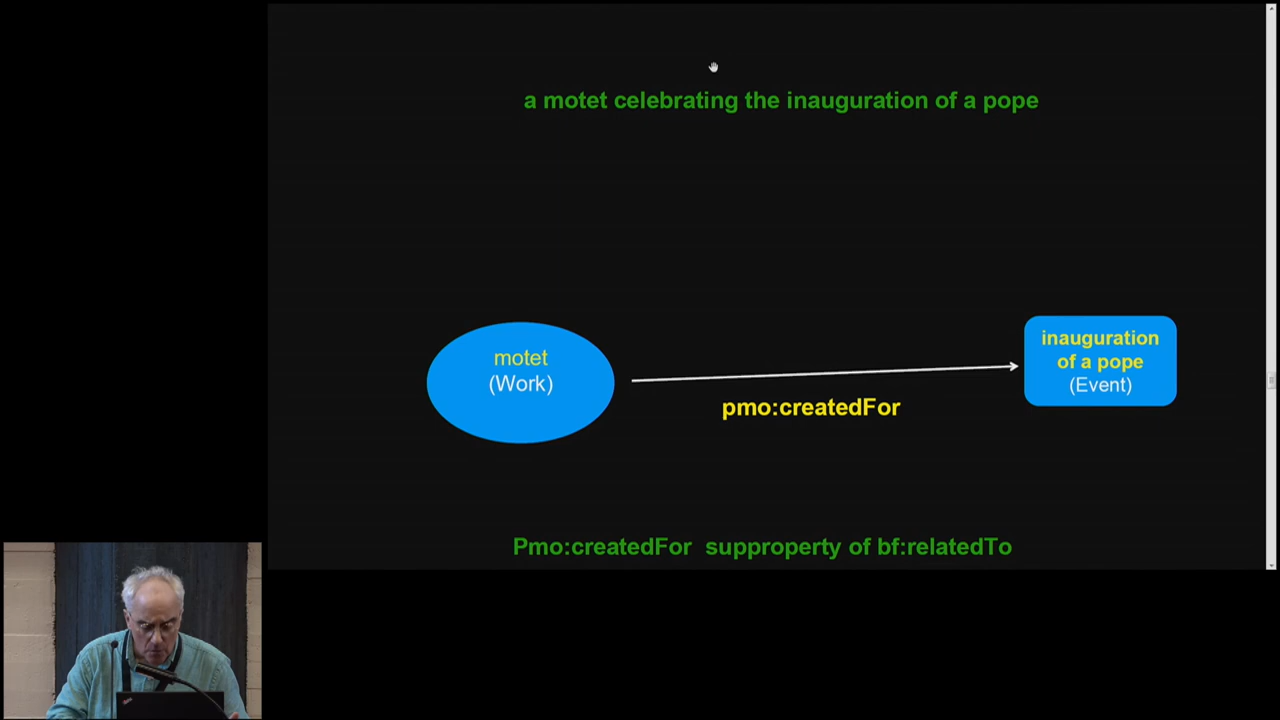 a motet celebrating the inauguration of a pope
motet
(Work)
inauguration
of a pope
(Event)
pmo:createdFor
Pmo:createdFor  supproperty of bf:relatedTo